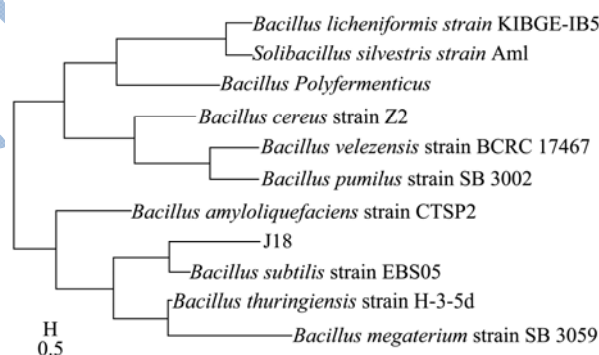 Bacillus licheniformis strain KIBGE-IB5
Solibacillus silvestris strain Aml
Bacillus Polyfermenticus
Bacillus cereus strain Z2
Bacillus velezensis strain BCRC 17467
Bacillus pumilus strain SB 3002
Bacillus amyloliquefaciens strain CTSP2
J18
Bacillus subtilis strain EBS05
Bacillus thuringiensis strain H-3-5d
Bacillus megaterium strain SB 3059
H
0.5